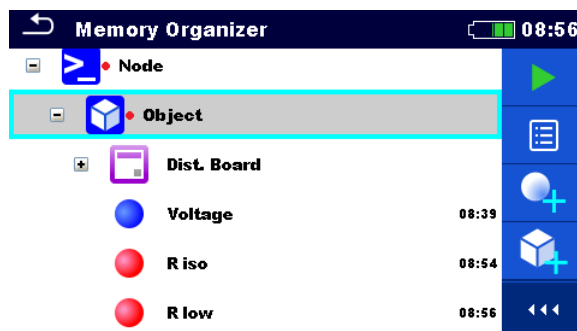 Memory Organizer 08:56
Node
Object
Dist. Board
Voltage 08:39
R iso 08:54
R low 08:56